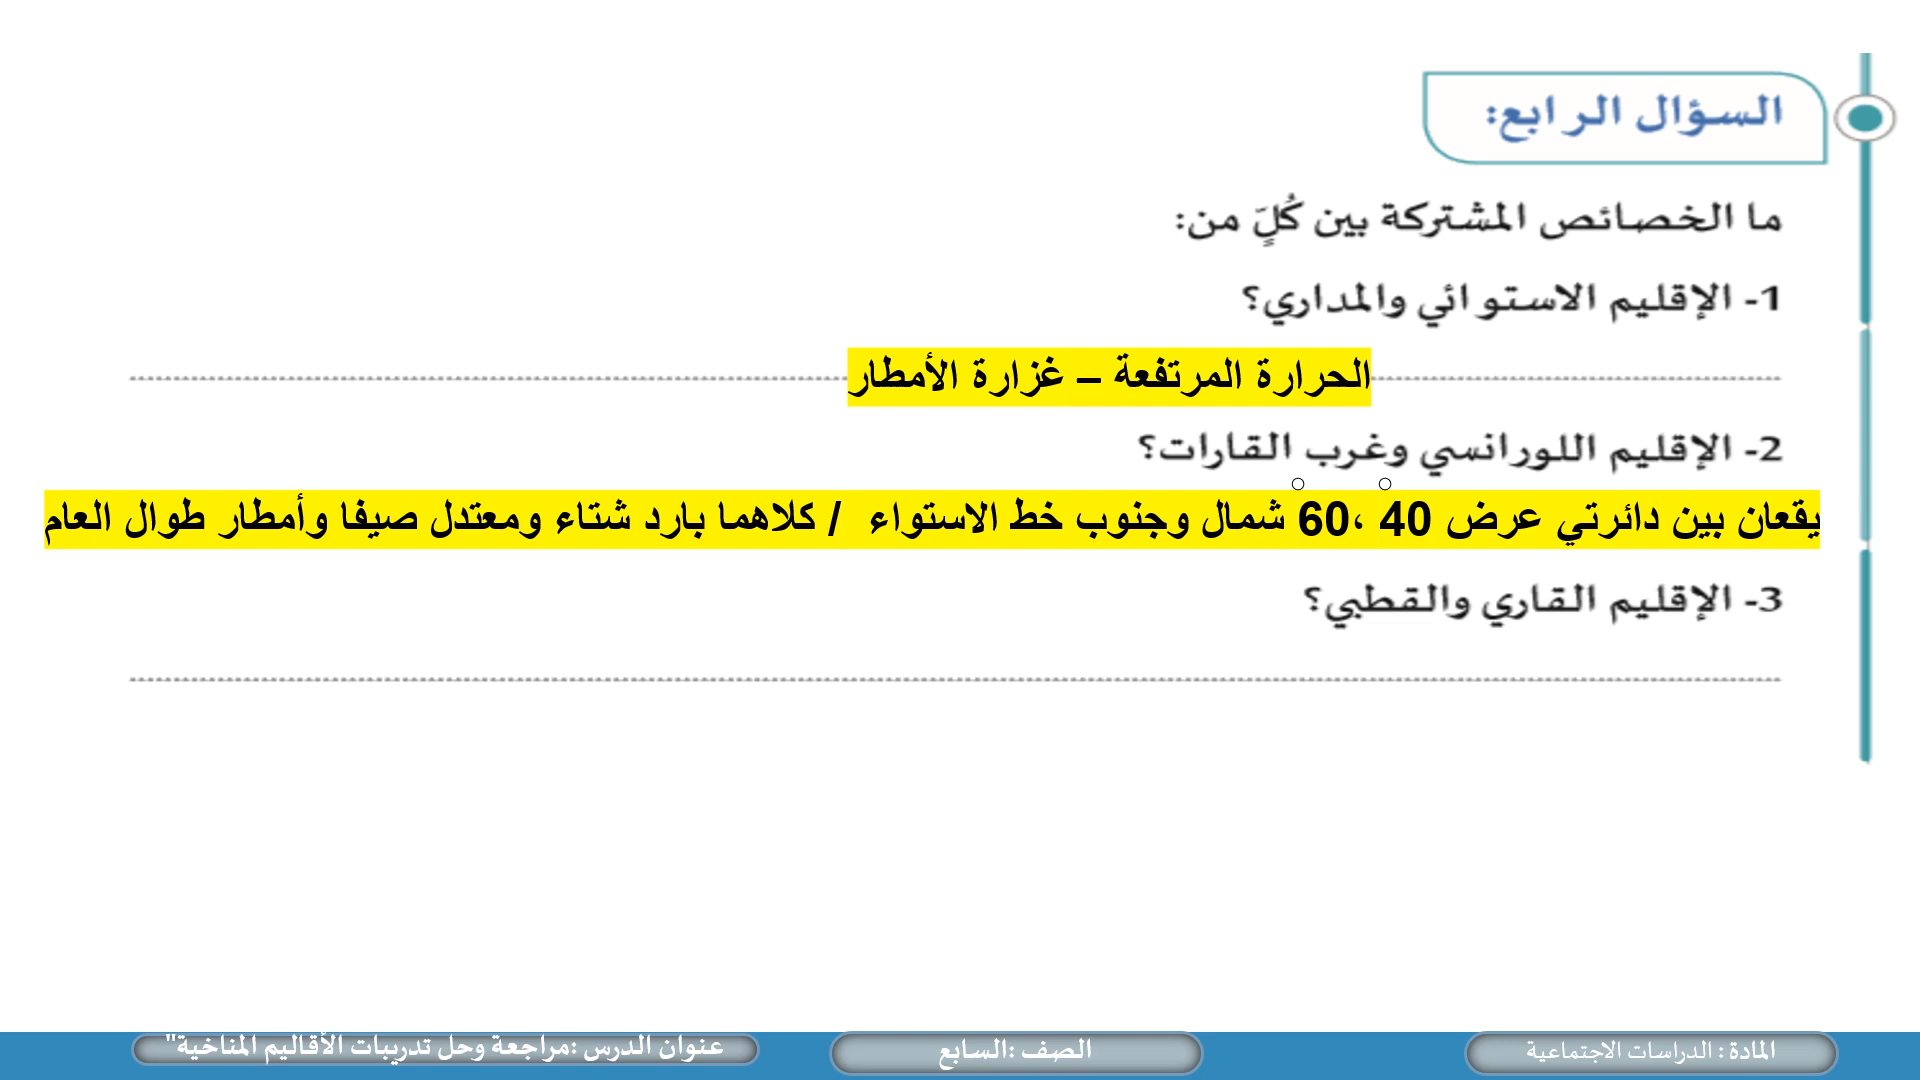 السؤال الرابع:
ما الخصائص المشتركة بين كُلٍّ من:
1- الإقليم الاستوائي والمداري؟
الحرارة المرتفعة – غزارة الأمطار
2- الإقليم اللورانسي وغرب القارات؟
يقعان بين دائرتي عرض 40ْ ،60ْ شمال وجنوب خط الاستواء / كلاهما بارد شتاء ومعتدل صيفا وأمطار طوال العام
3- الإقليم القاري والقطبي؟
المادة : الدراسات الاجتماعية
الصف :السابع
عنوان الدرس :مراجعة وحل تدريبات الأقاليم المناخية"